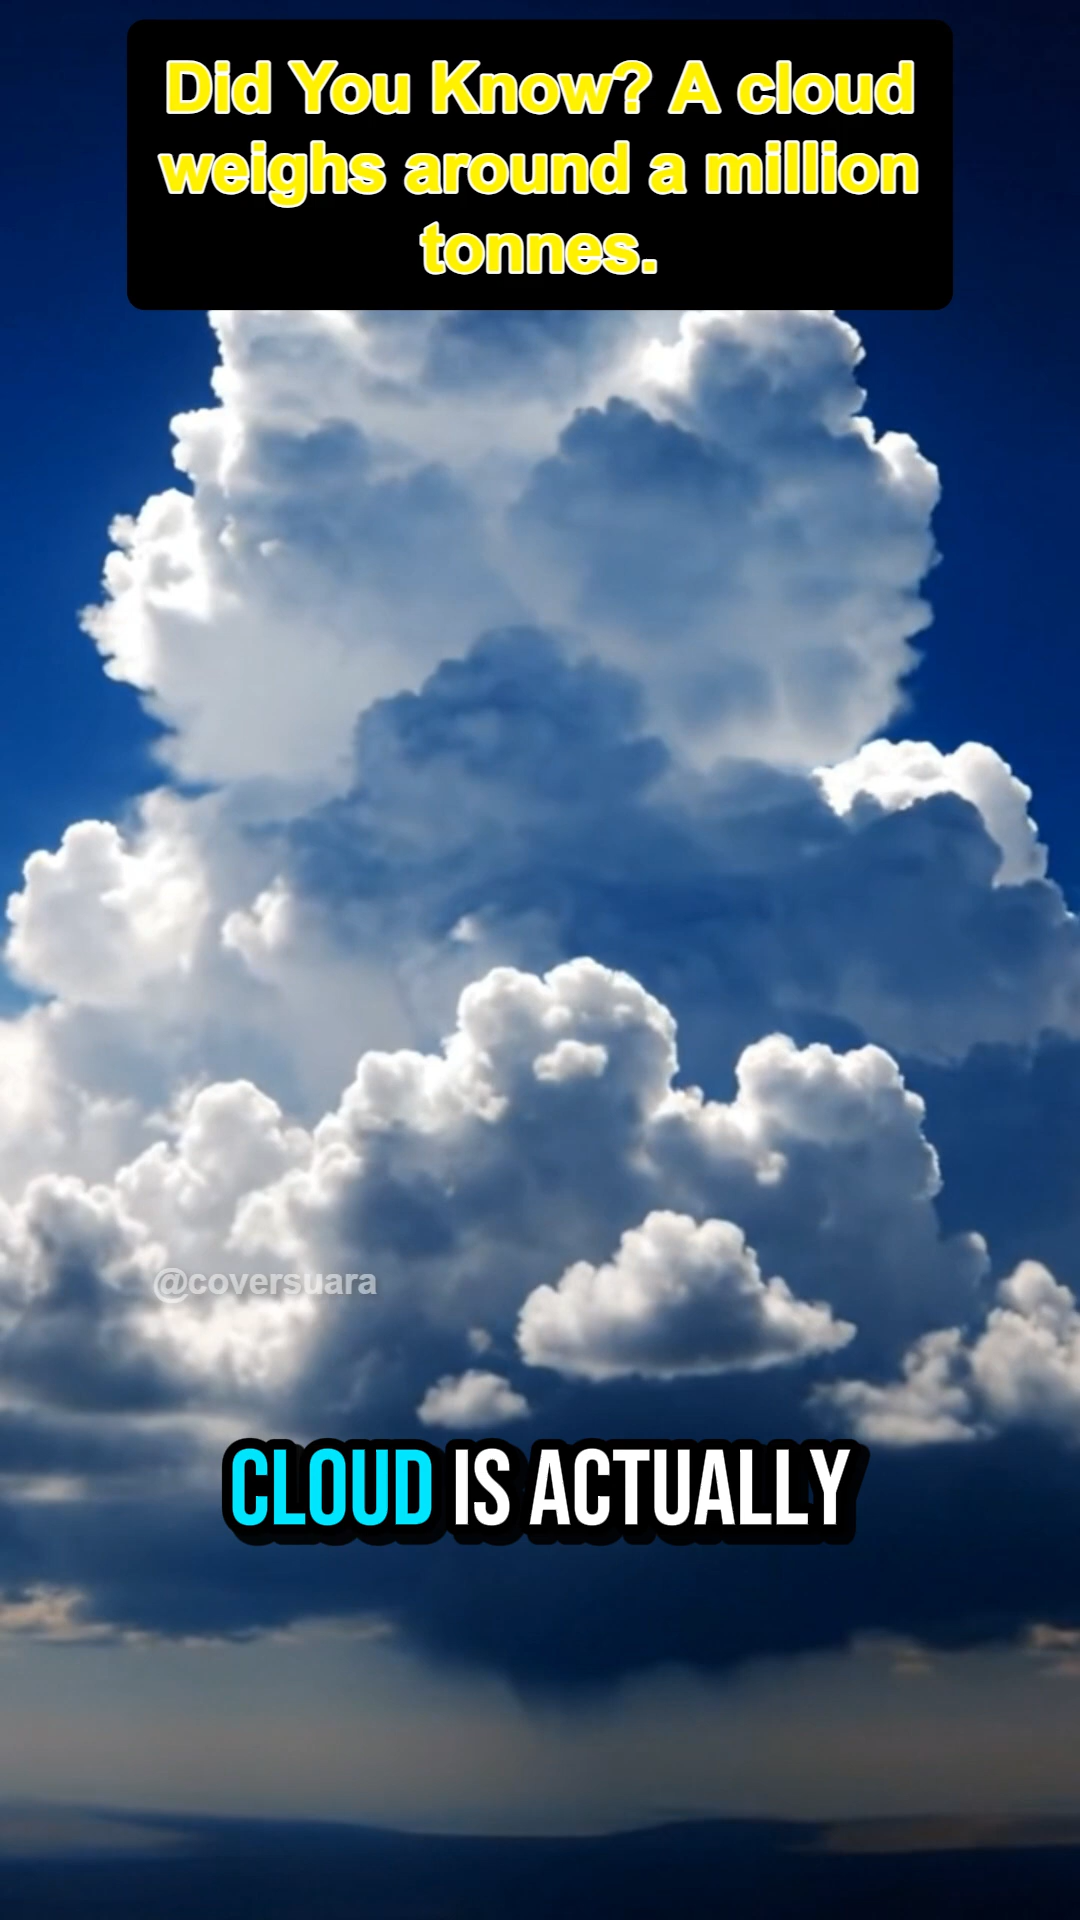 Did You Know? A cloud
weighs around a million
tonnes.
@coversuara
CLOUD IS ACTUALLY